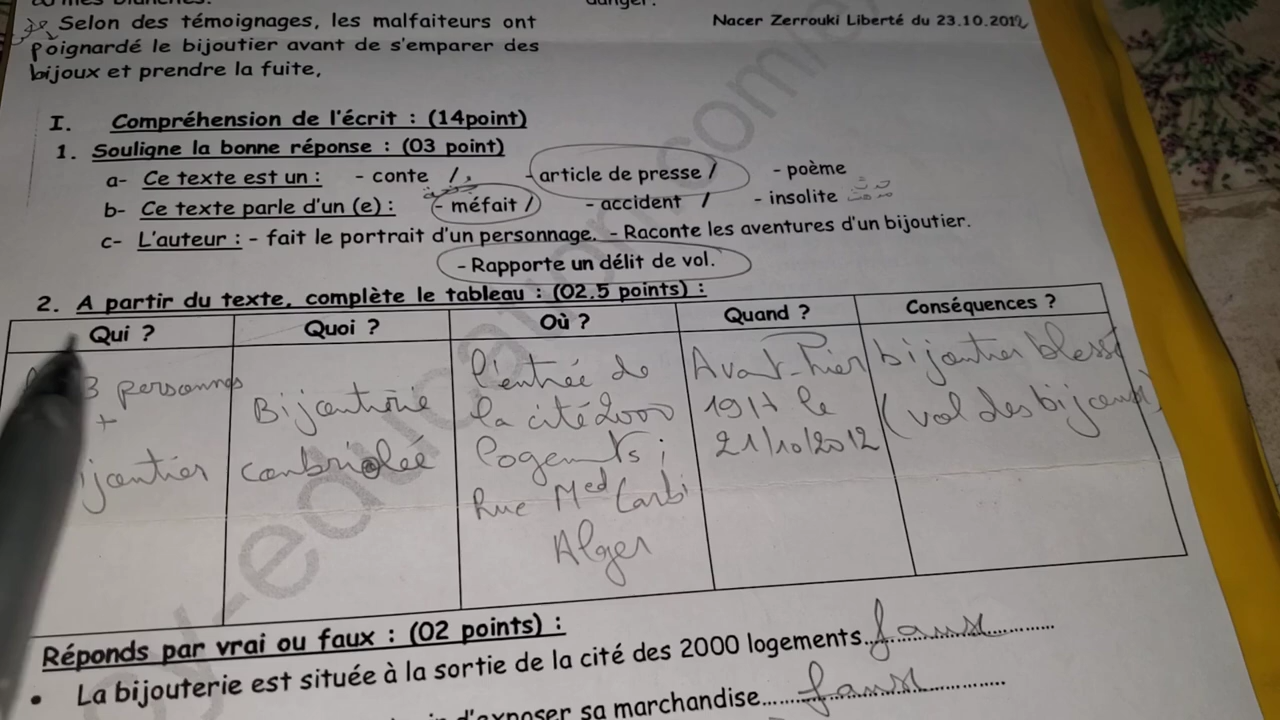 danger.
Selon des témoignages, les malfaiteurs ont
poignardé le bijoutier avant de s'emparer des
bijoux et prendre la fuite,
Nacer Zerrouki Liberté du 23.10.2012
I. Compréhension de l'écrit : (14point)
1. Souligne la bonne réponse : (03 point)
a- Ce texte est un : - conte / - article de presse / - poème
b- Ce texte parle d'un (e) : - méfait / - accident / - insolite
c- L'auteur : - fait le portrait d'un personnage. - Raconte les aventures d'un bijoutier.
- Rapporte un délit de vol.
2. A partir du texte, complète le tableau : (02.5 points) :
Qui ? Quoi ? Où ? Quand ? Conséquences ?
3 personnes
+
ijoutier
Bijouterie
cambriolée
l'entrée de
la cité 2000
logements ;
Rue Med Larbi
Alger
Avant-hier
19H le
21/10/2012
bijoutier blessé
(vol des bijoux)
Réponds par vrai ou faux : (02 points) :
• La bijouterie est située à la sortie de la cité des 2000 logements...faux
d'exposer sa marchandise...faux